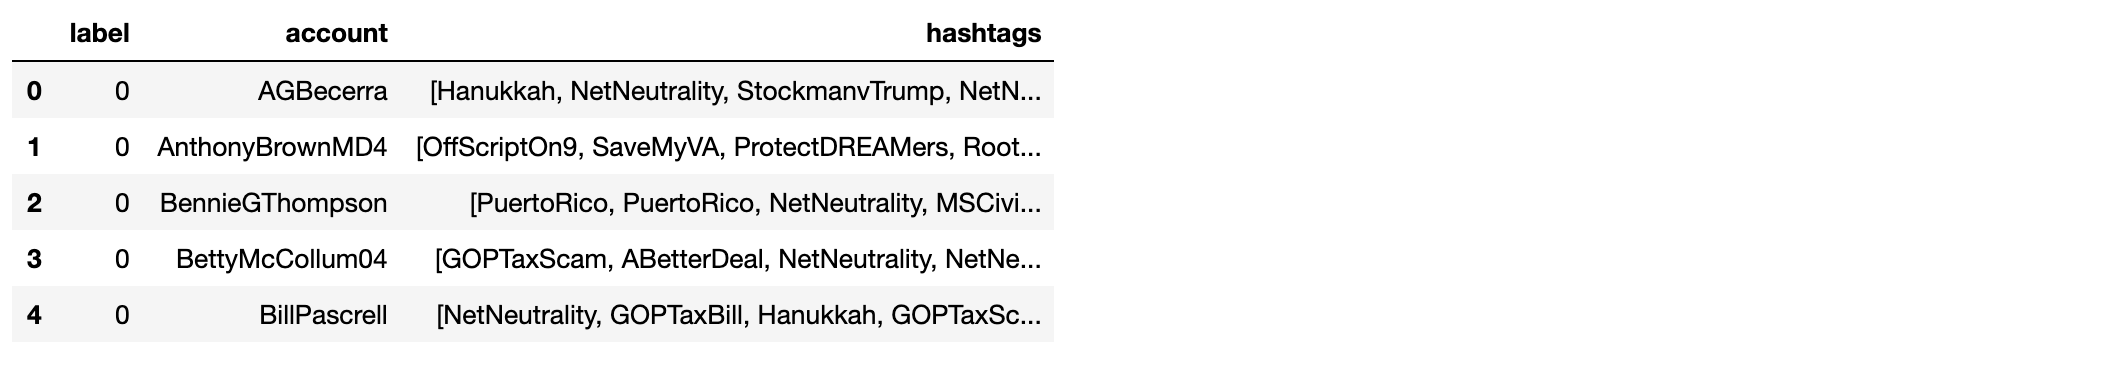 label account hashtags
0 0 AGBecerra [Hanukkah, NetNeutrality, StockmanvTrump, NetN...
1 0 AnthonyBrownMD4 [OffScriptOn9, SaveMyVA, ProtectDREAMers, Root...
2 0 BennieGThompson [PuertoRico, PuertoRico, NetNeutrality, MSCivi...
3 0 BettyMcCollum04 [GOPTaxScam, ABetterDeal, NetNeutrality, NetNe...
4 0 BillPascrell [NetNeutrality, GOPTaxBill, Hanukkah, GOPTaxSc...